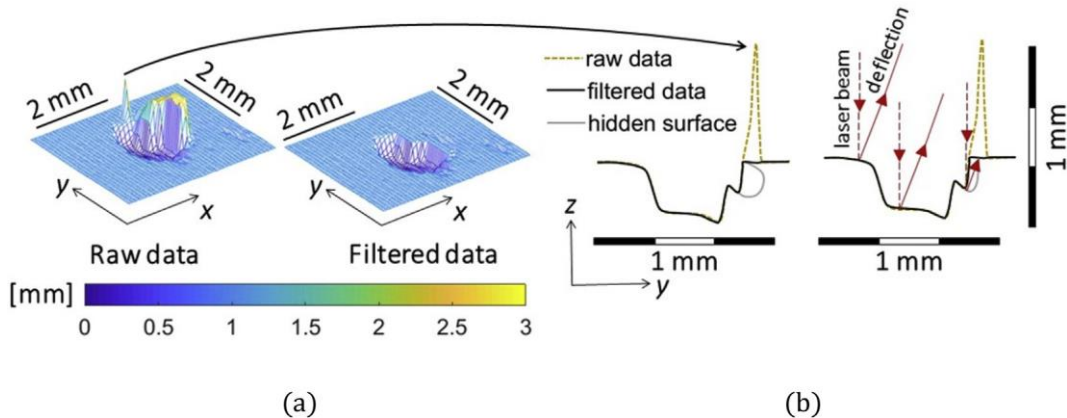 2 mm
2 mm
2 mm
2 mm
y
x
y
x
Raw data
Filtered data
[mm]
0 0.5 1 1.5 2 2.5 3
raw data
filtered data
hidden surface
z
y
1 mm
laser beam
deflection
1 mm
1 mm
(a)
(b)